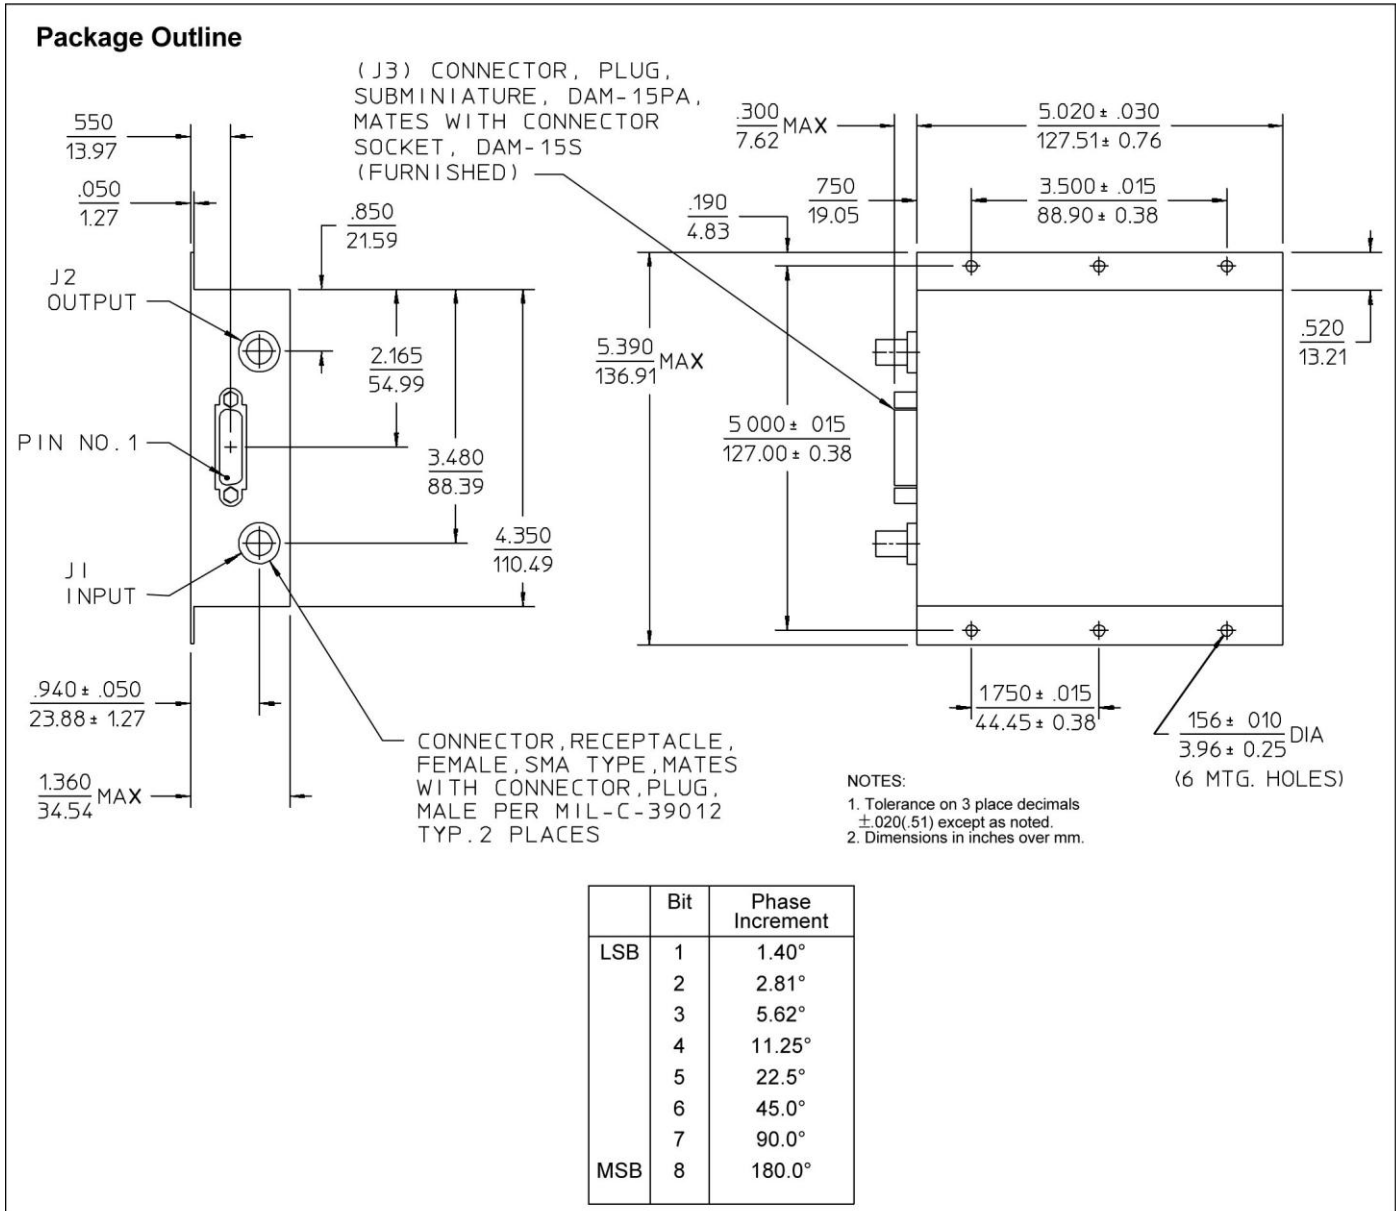 Package Outline
(J3) CONNECTOR, PLUG,
SUBMINIATURE, DAM-15PA,
MATES WITH CONNECTOR
SOCKET, DAM-15S
(FURNISHED)
550
13.97
.050
1.27
.850
21.59
J2
OUTPUT
2.165
54.99
PIN NO. 1
3.480
88.39
4.350
110.49
J1
INPUT
.940 ± .050
23.88 ± 1.27
1.360
34.54
MAX
CONNECTOR, RECEPTACLE,
FEMALE, SMA TYPE, MATES
WITH CONNECTOR, PLUG,
MALE PER MIL-C-39012
TYP. 2 PLACES
.300
7.62
MAX
5.020 ± .030
127.51 ± 0.76
750
19.05
3.500 ± .015
88.90 ± 0.38
.190
4.83
5.390
136.91
MAX
5 000 ± 015
127.00 ± 0.38
.520
13.21
1750 ± .015
44.45 ± 0.38
156 ± 010
3.96 ± 0.25
DIA
(6 MTG. HOLES)
NOTES:
1. Tolerance on 3 place decimals
±.020(.51) except as noted.
2. Dimensions in inches over mm.
Bit Phase
Increment
LSB 1 1.40°
2 2.81°
3 5.62°
4 11.25°
5 22.5°
6 45.0°
7 90.0°
MSB 8 180.0°